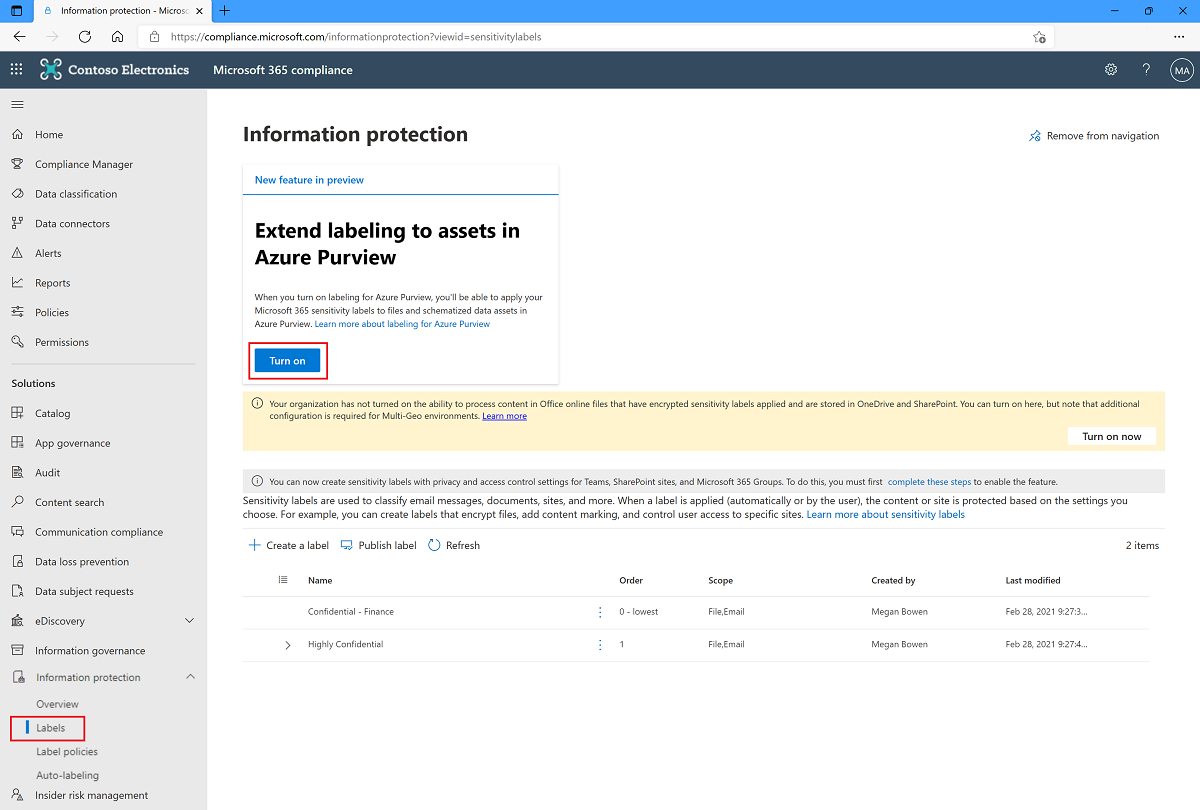 Information protection - Micros
https://compliance.microsoft.com/informationprotection?viewid=sensitivitylabels
Contoso Electronics
Microsoft 365 compliance
MA
Home
Compliance Manager
Data classification
Data connectors
Alerts
Reports
Policies
Permissions
Solutions
Catalog
App governance
Audit
Content search
Communication compliance
Data loss prevention
Data subject requests
eDiscovery
Information governance
Information protection
Overview
Labels
Label policies
Auto-labeling
Insider risk management
Information protection
Remove from navigation
New feature in preview
Extend labeling to assets in
Azure Purview
When you turn on labeling for Azure Purview, you'll be able to apply your
Microsoft 365 sensitivity labels to files and schematized data assets in
Azure Purview. Learn more about labeling for Azure Purview
Turn on
Your organization has not turned on the ability to process content in Office online files that have encrypted sensitivity labels applied and are stored in OneDrive and SharePoint. You can turn on here, but note that additional
configuration is required for Multi-Geo environments. Learn more
Turn on now
You can now create sensitivity labels with privacy and access control settings for Teams, SharePoint sites, and Microsoft 365 Groups. To do this, you must first complete these steps to enable the feature.
Sensitivity labels are used to classify email messages, documents, sites, and more. When a label is applied (automatically or by the user), the content or site is protected based on the settings you
choose. For example, you can create labels that encrypt files, add content marking, and control user access to specific sites. Learn more about sensitivity labels
Create a label Publish label Refresh 2 items
Name Order Scope Created by Last modified
Confidential - Finance 0 - lowest File,Email Megan Bowen Feb 28, 2021 9:27:3...
Highly Confidential 1 File,Email Megan Bowen Feb 28, 2021 9:27:4...